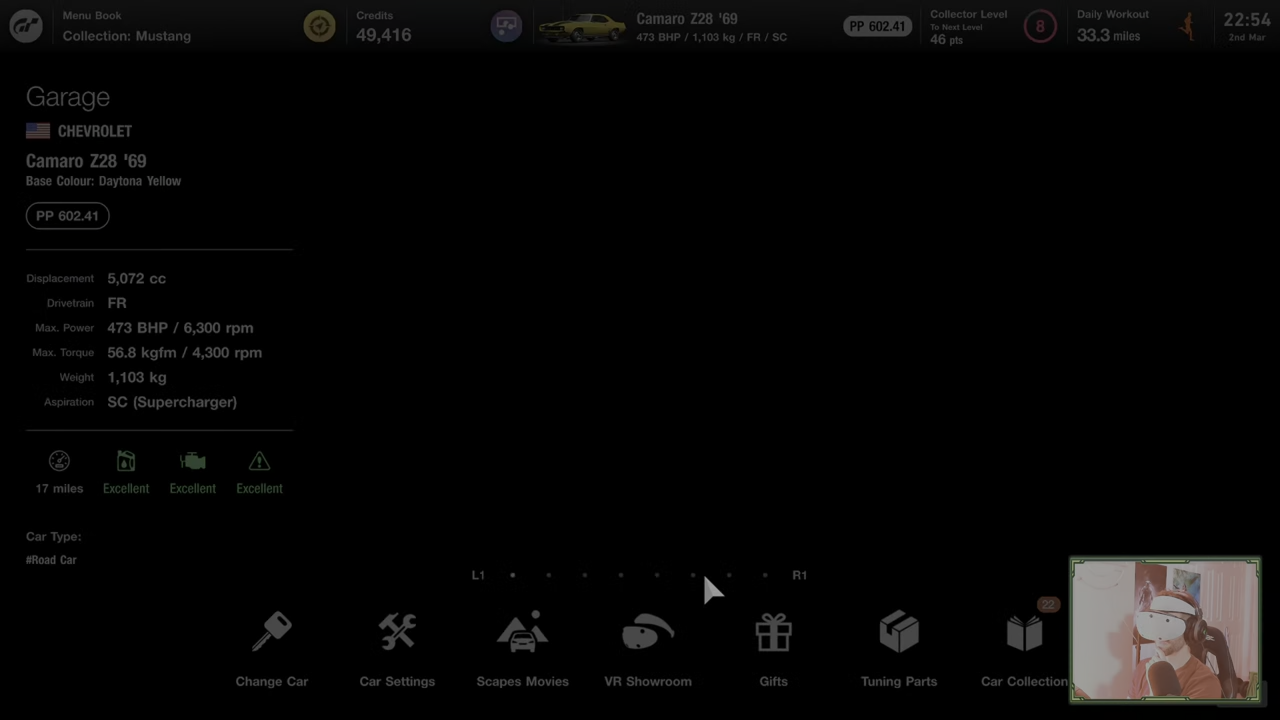 Menu Book
Collection: Mustang
Credits
49,416
Camaro Z28 '69
473 BHP / 1,103 kg / FR / SC
PP 602.41
Collector Level
To Next Level
46 pts
8
Daily Workout
33.3 miles
22:54
2nd Mar
Garage
CHEVROLET
Camaro Z28 '69
Base Colour: Daytona Yellow
PP 602.41
Displacement 5,072 cc
Drivetrain FR
Max. Power 473 BHP / 6,300 rpm
Max. Torque 56.8 kgfm / 4,300 rpm
Weight 1,103 kg
Aspiration SC (Supercharger)
17 miles Excellent Excellent Excellent
Car Type:
#Road Car
L1 R1
22
Change Car Car Settings Scapes Movies VR Showroom Gifts Tuning Parts Car Collection